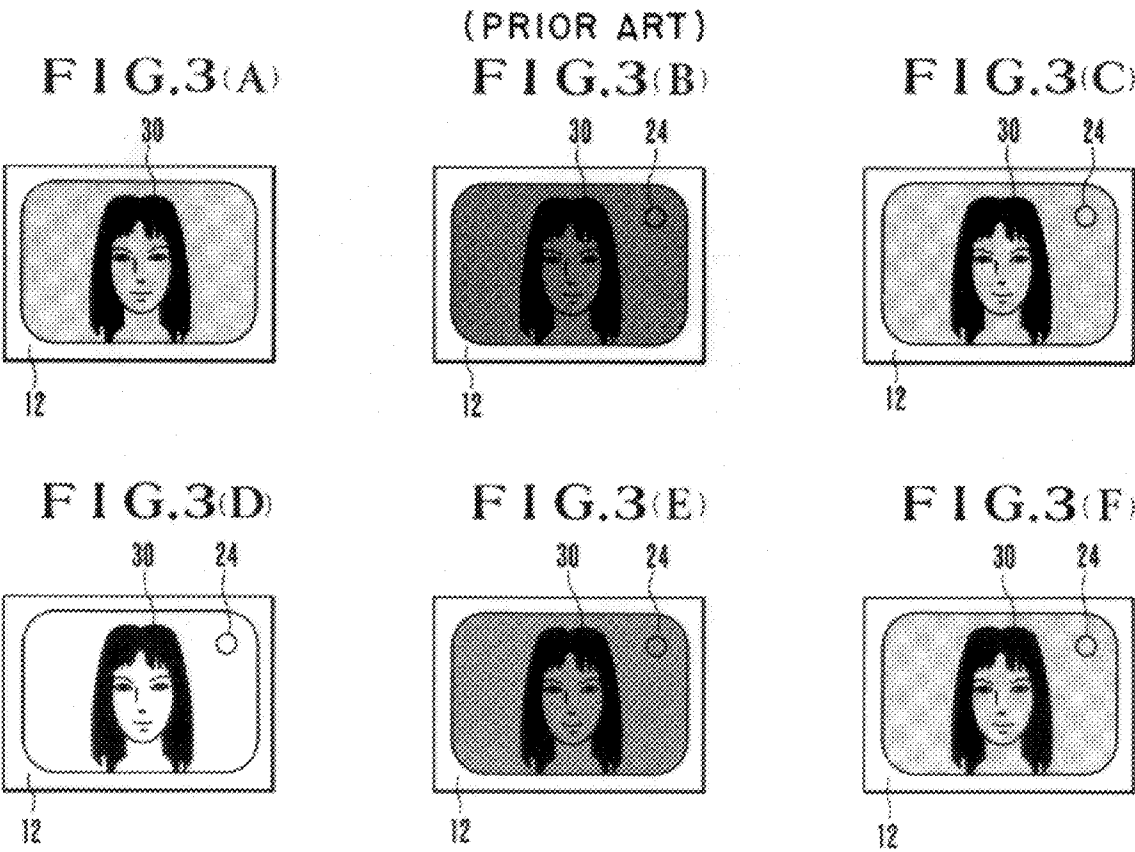 (PRIOR ART)
FIG.3(A) FIG.3(B) FIG.3(C)
30 30 24 30 24
12 12 12
FIG.3(D) FIG.3(E) FIG.3(F)
30 24 30 24 30 24
12 12 12